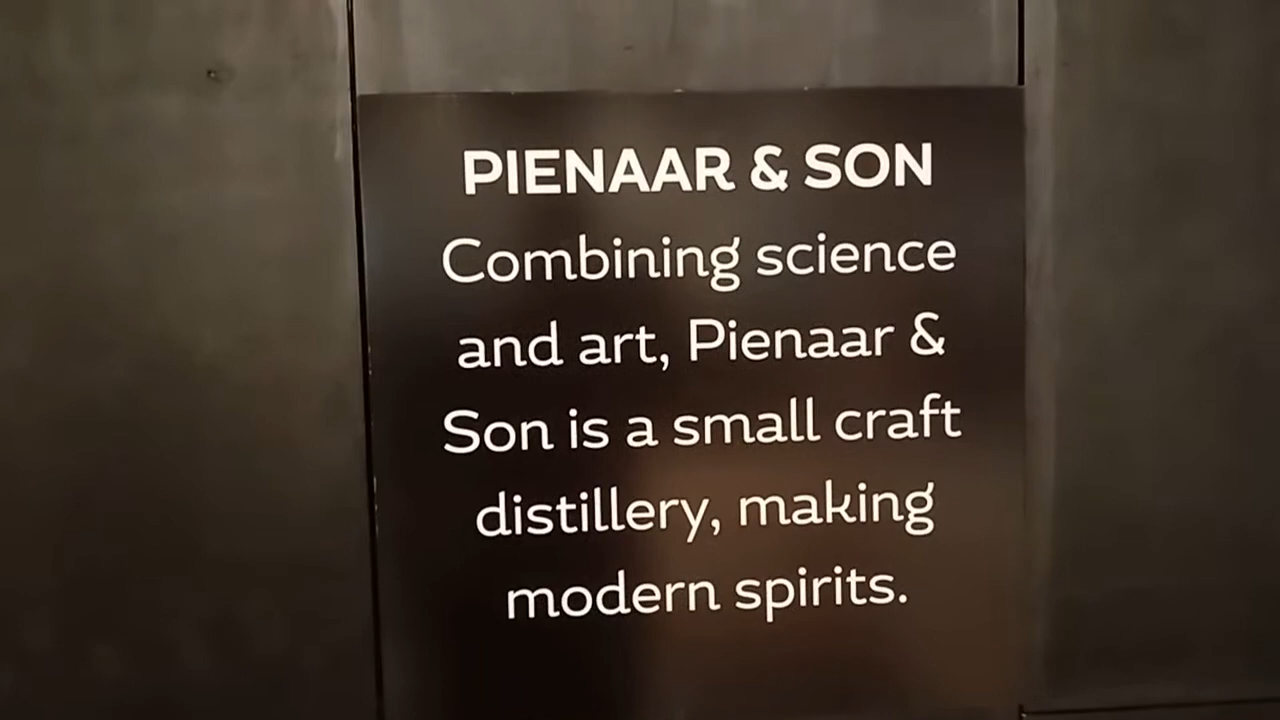 PIENAAR & SON
Combining science
and art, Pienaar &
Son is a small craft
distillery, making
modern spirits.